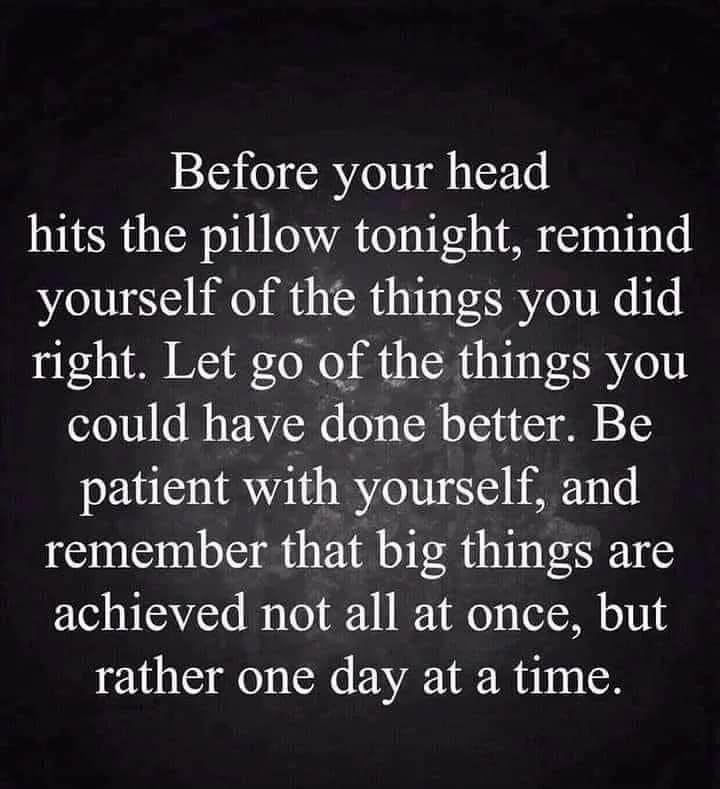 Before your head
hits the pillow tonight, remind
yourself of the things you did
right. Let go of the things you
could have done better. Be
patient with yourself, and
remember that big things are
achieved not all at once, but
rather one day at a time.